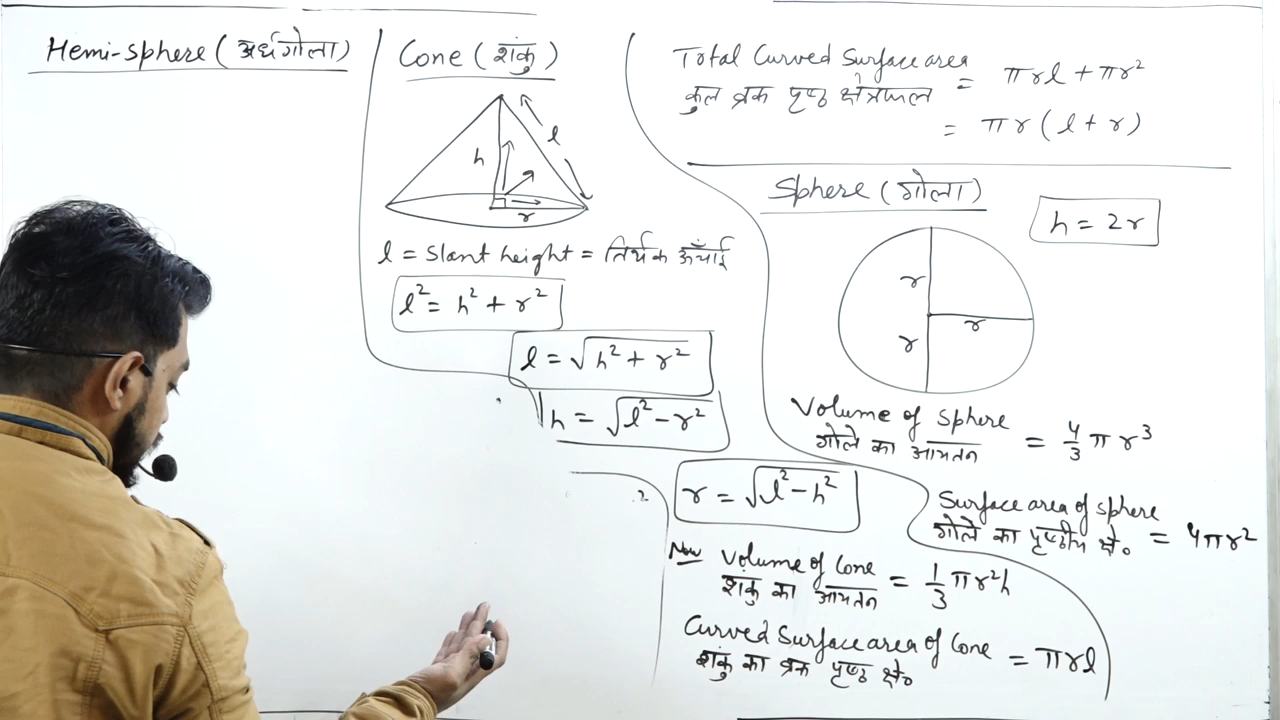 Hemi-sphere (अर्धगोला)
Cone (शंकु)
l
h
r
l = Slant height = तिर्यक ऊँचाई
l² = h² + r²
l = √h² + r²
h = √l² - r²
r = √l² - h²
Now Volume of Cone
शंकु का आयतन = 1/3 πr²h
Curved Surface area of Cone
शंकु का वक्र पृष्ठ क्षे० = πrl
Total Curved Surface area
कुल वक्र पृष्ठ क्षेत्रफल = πrl + πr²
= πr(l + r)
Sphere (गोला)
h = 2r
r
r
r
Volume of Sphere
गोले का आयतन = 4/3 πr³
Surface area of sphere
गोले का पृष्ठीय क्षे० = 4πr²